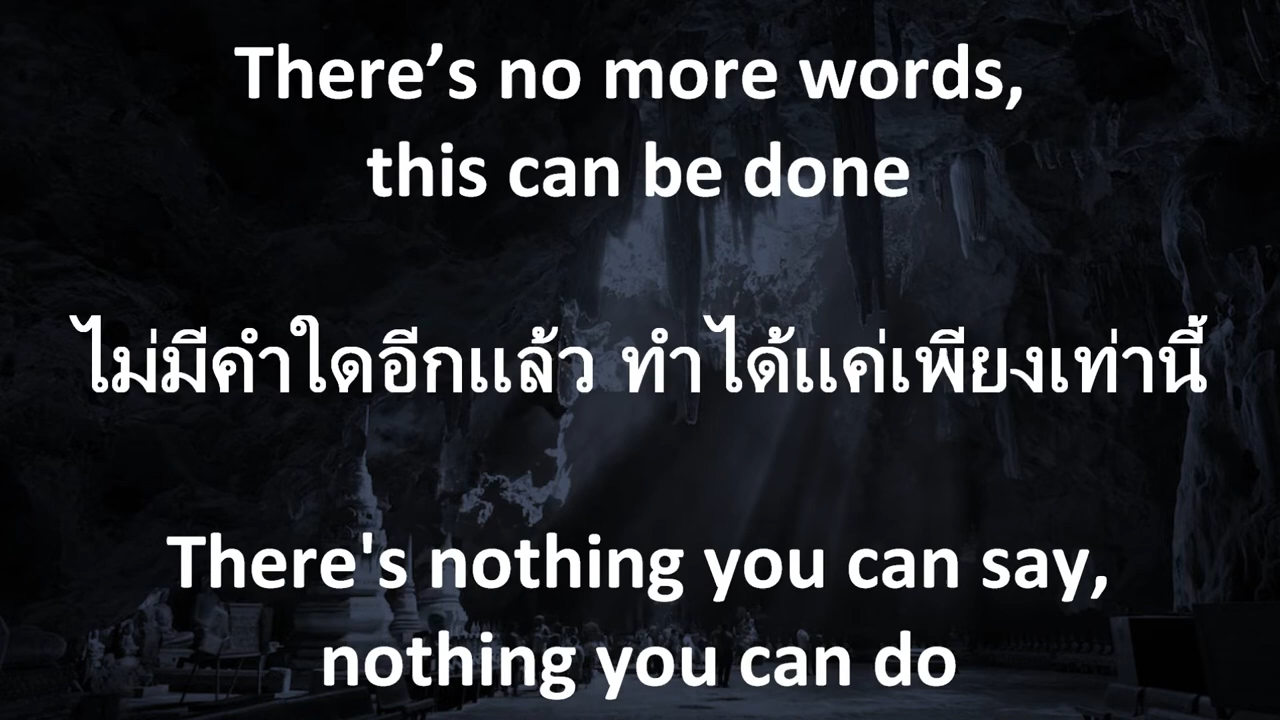 There’s no more words,
this can be done
ไม่มีคำใดอีกแล้ว ทำได้แค่เพียงเท่านี้
There's nothing you can say,
nothing you can do